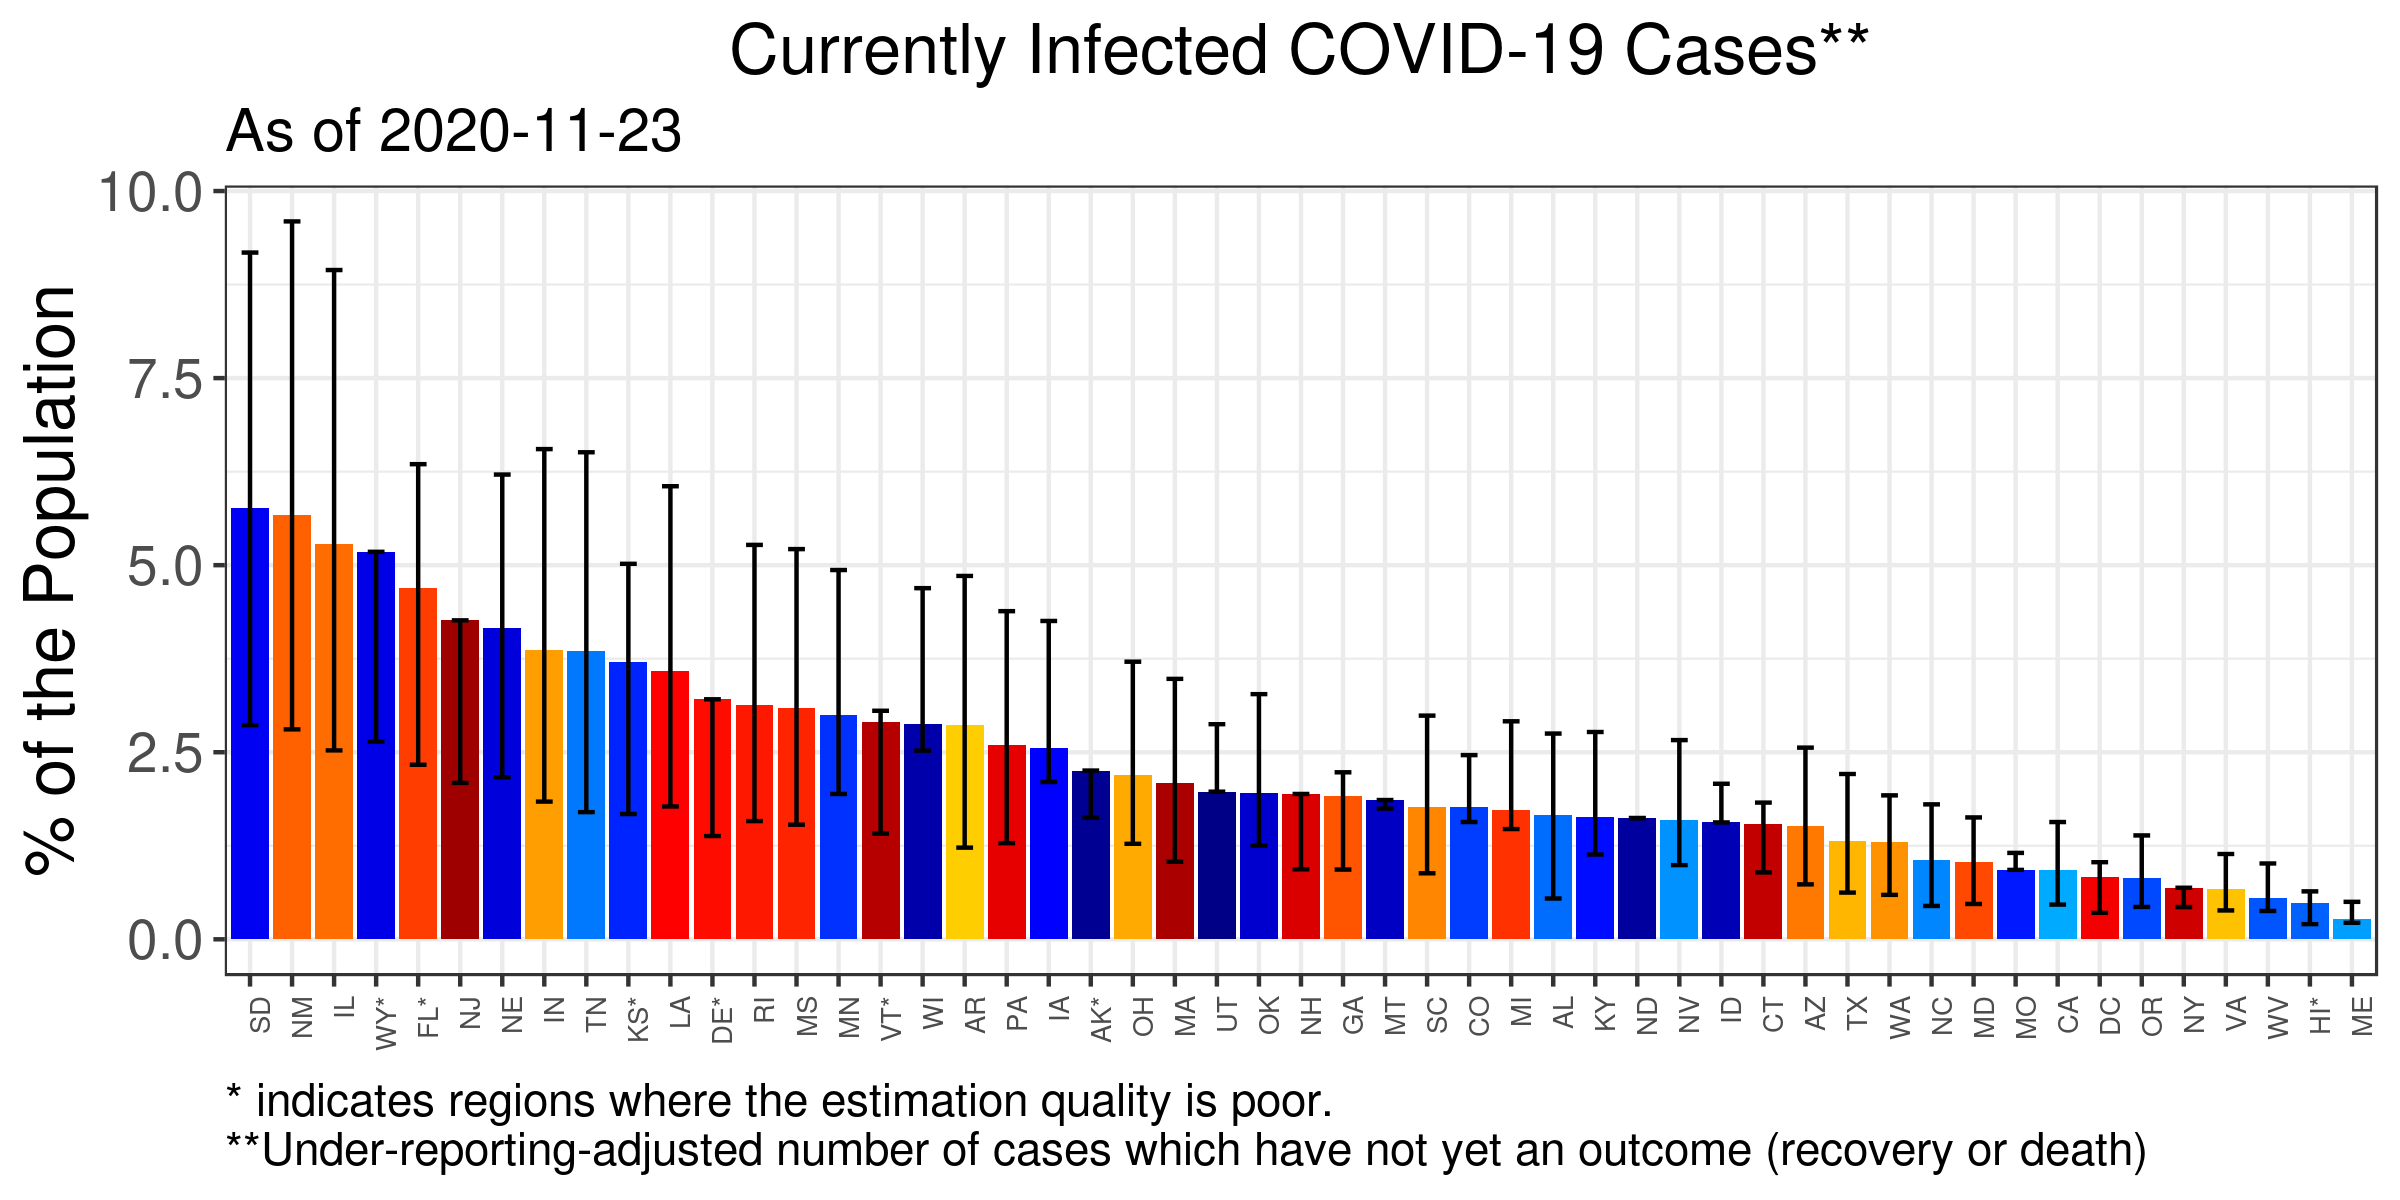 Currently Infected COVID-19 Cases**
As of 2020-11-23
% of the Population
10.0
7.5
5.0
2.5
0.0
SD NM IL WY* FL* NJ NE IN TN KS* LA DE* RI MS MN VT* WI AR PA IA AK* OH MA UT OK NH GA MT SC CO MI AL KY ND NV ID CT AZ TX WA NC MD MO CA DC OR NY VA WV HI* ME
* indicates regions where the estimation quality is poor.
**Under-reporting-adjusted number of cases which have not yet an outcome (recovery or death)